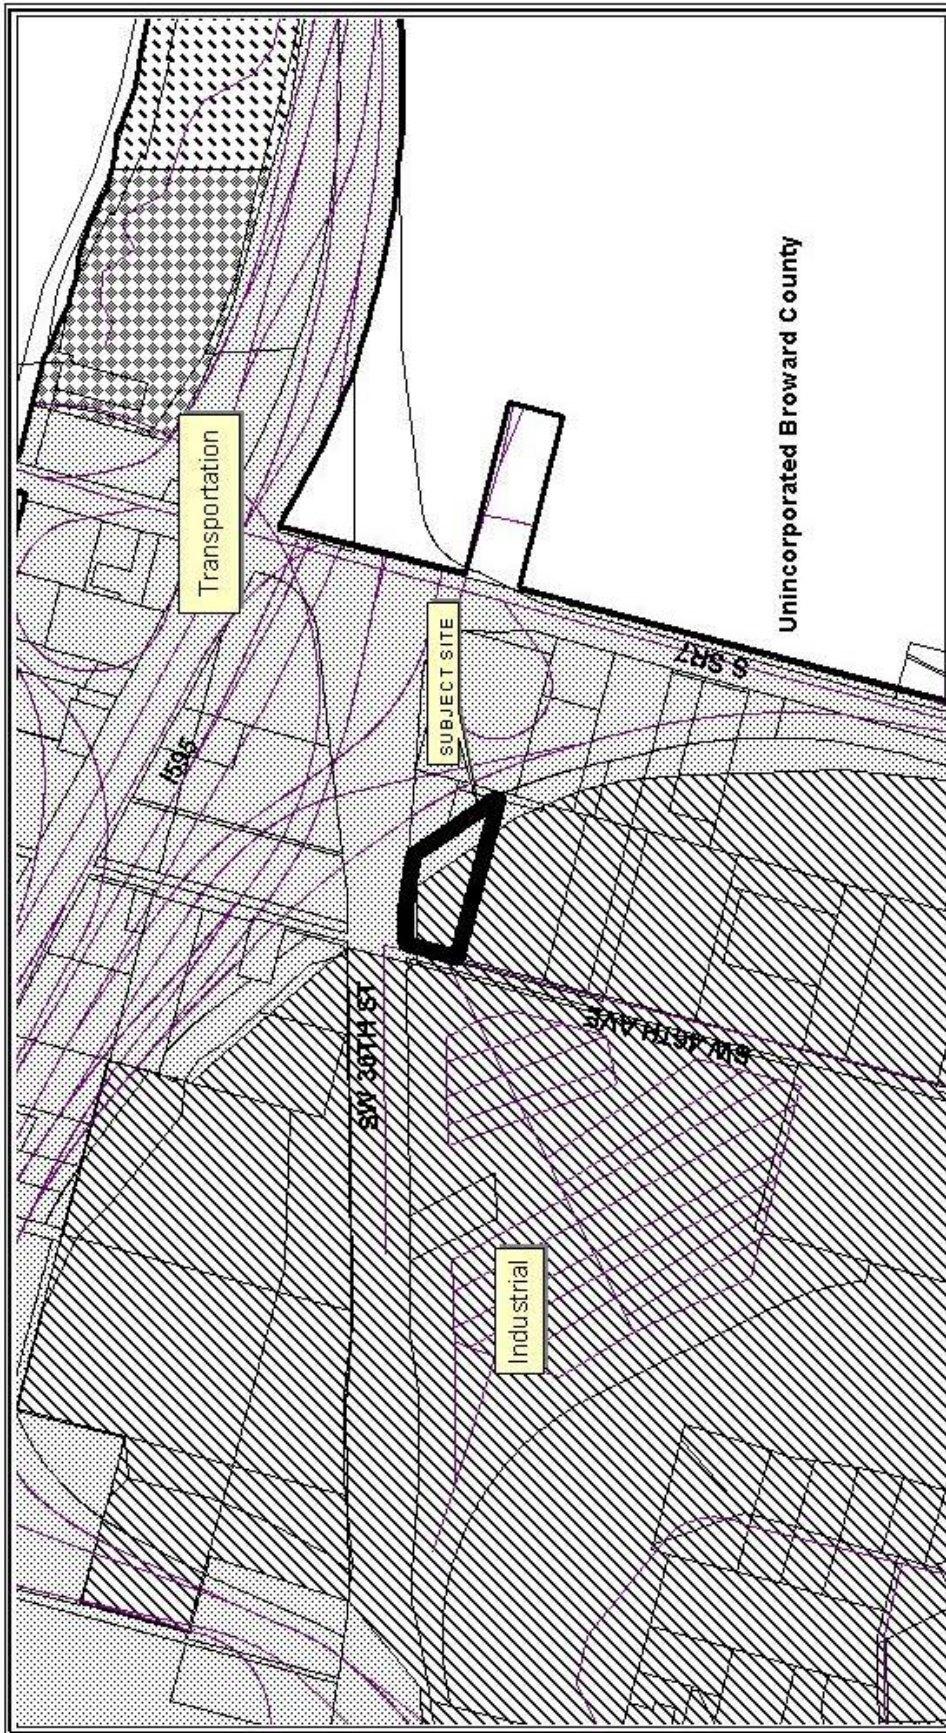 Transportation
Unincorporated Broward County
SUBJECT SITE
S SR7
I595
SW 30TH ST
SW 46TH AVE
Industrial